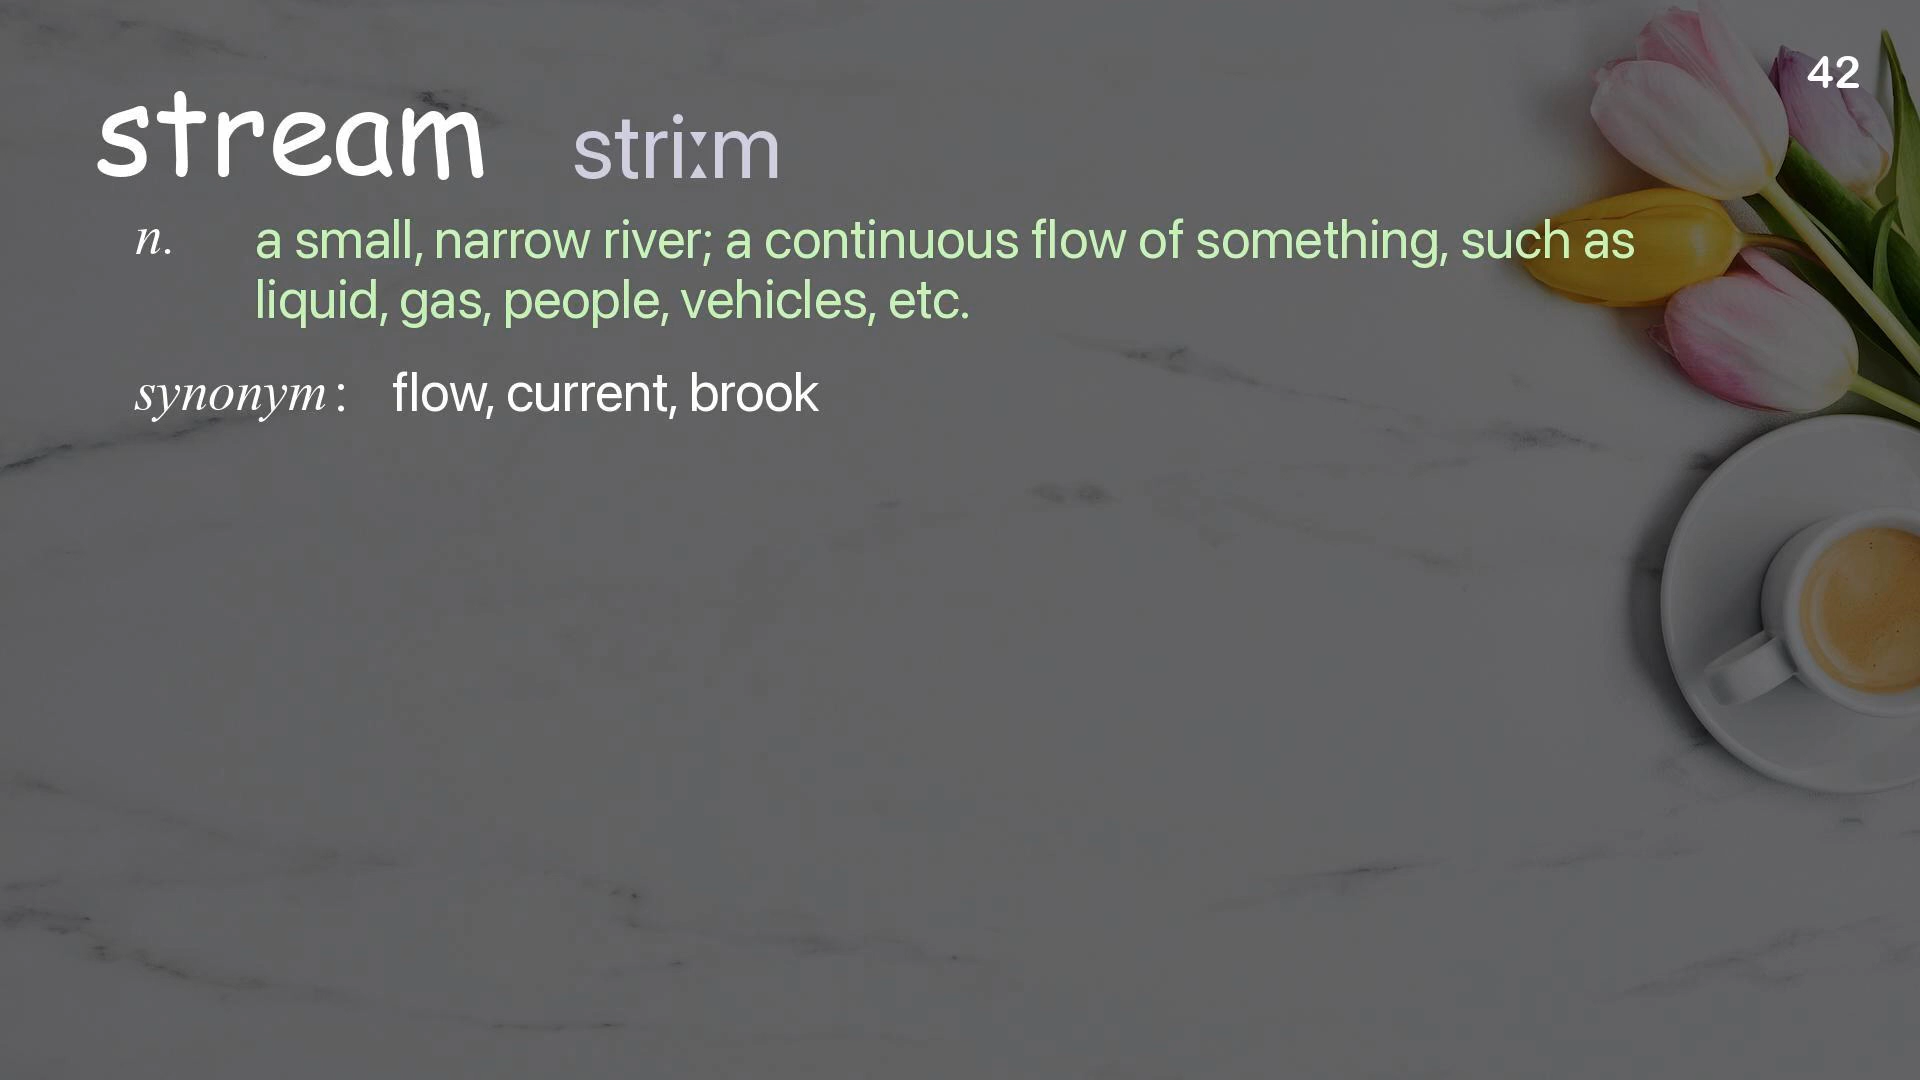 42
stream striːm
n. a small, narrow river; a continuous flow of something, such as
liquid, gas, people, vehicles, etc.
synonym : flow, current, brook